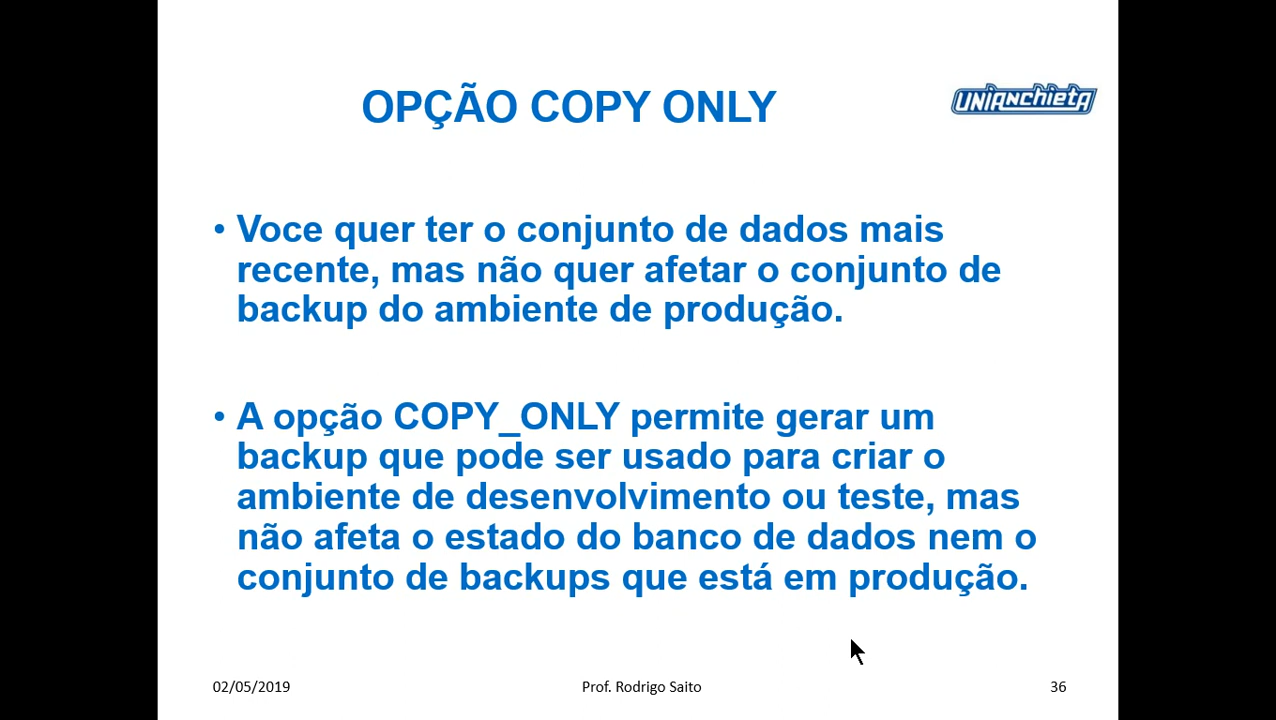 OPÇÃO COPY ONLY
UNIANCHIETA
• Voce quer ter o conjunto de dados mais
recente, mas não quer afetar o conjunto de
backup do ambiente de produção.
• A opção COPY_ONLY permite gerar um
backup que pode ser usado para criar o
ambiente de desenvolvimento ou teste, mas
não afeta o estado do banco de dados nem o
conjunto de backups que está em produção.
02/05/2019
Prof. Rodrigo Saito
36